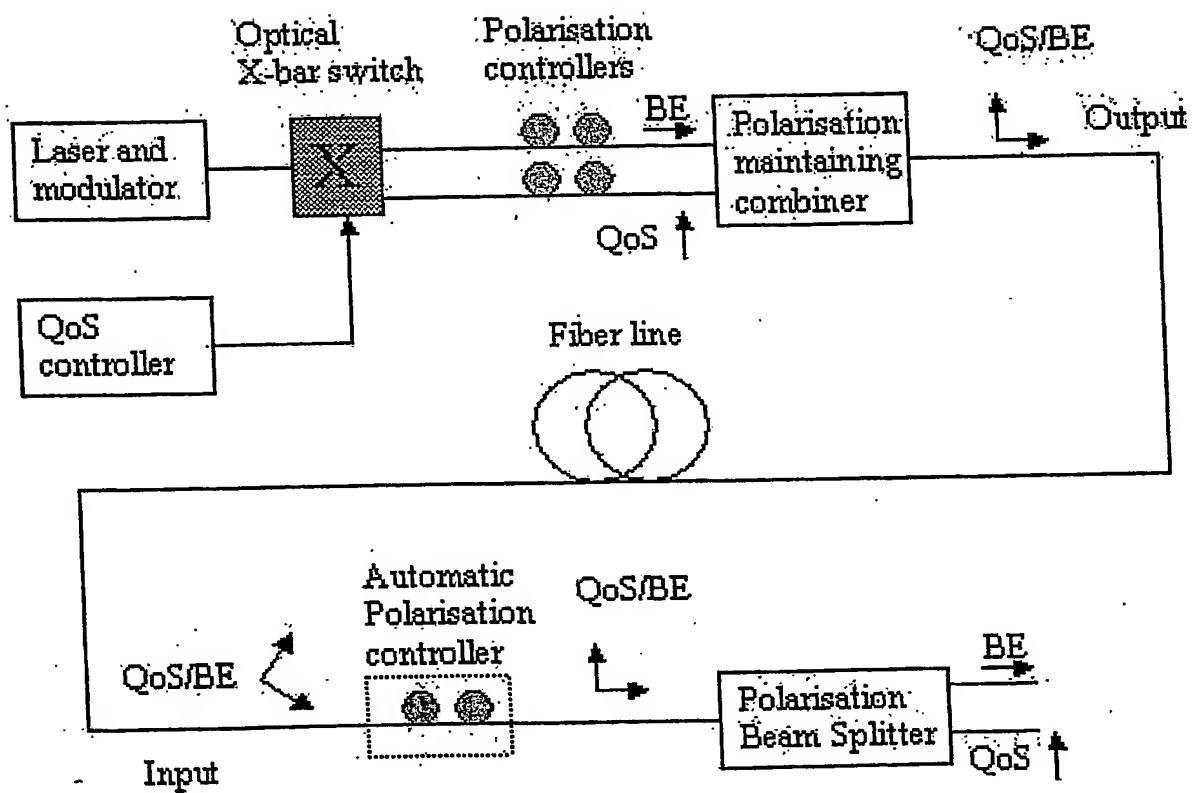 Optical
X-bar switch
Polarisation
controllers
QoS/BE
BE
Output
Laser and
modulator
X
Polarisation
maintaining
combiner
QoS
QoS
controller
Fiber line
Automatic
Polarisation
controller
QoS/BE
QoS/BE
BE
Polarisation
Beam Splitter
QoS
Input